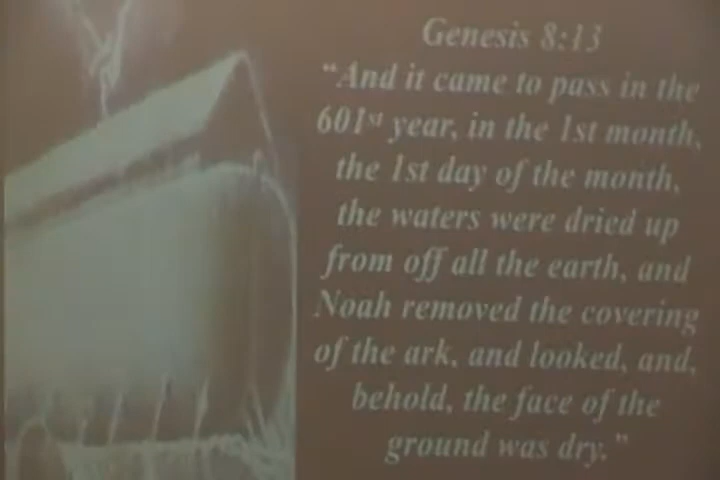 Genesis 8:13
“And it came to pass in the
601st year, in the 1st month,
the 1st day of the month,
the waters were dried up
from off all the earth, and
Noah removed the covering
of the ark, and looked, and,
behold, the face of the
ground was dry.”